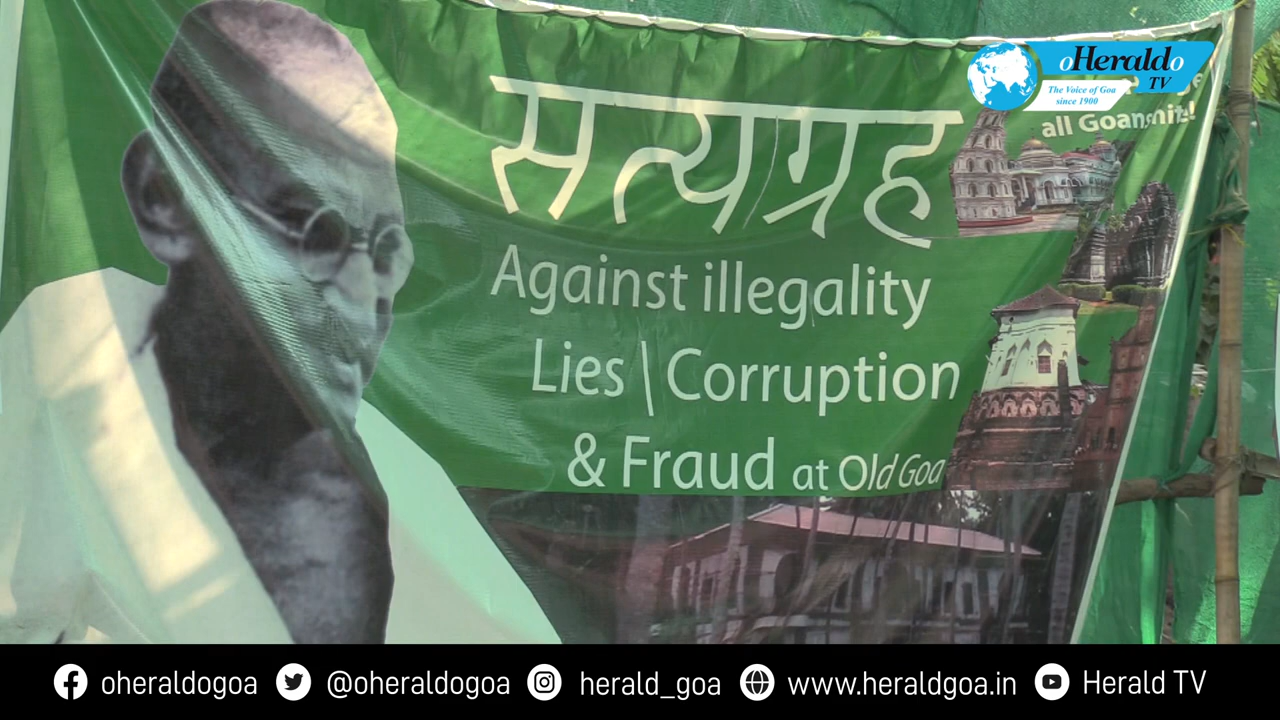 oHeraldo
TV
The Voice of Goa
since 1900
all Goans
सत्यग्रह
Against illegality
Lies | Corruption
& Fraud at Old Goa
oheraldogoa
@oheraldogoa
herald_goa
www.heraldgoa.in
Herald TV